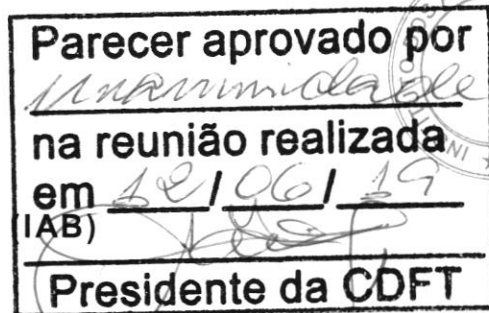 Parecer aprovado por
unanimidade
na reunião realizada
em 12/06/19
(IAB)
Presidente da CDFT